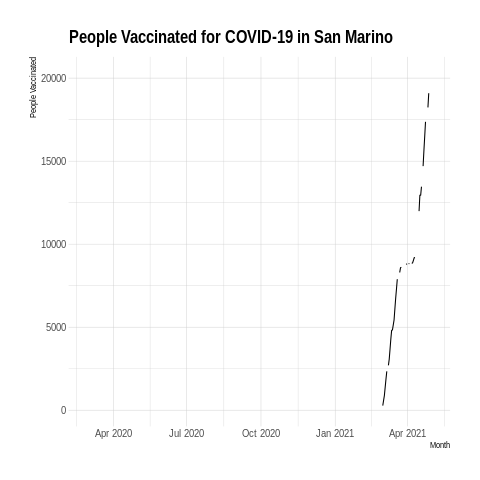 People Vaccinated for COVID-19 in San Marino
People Vaccinated
20000
15000
10000
5000
0
Apr 2020 Jul 2020 Oct 2020 Jan 2021 Apr 2021
Month